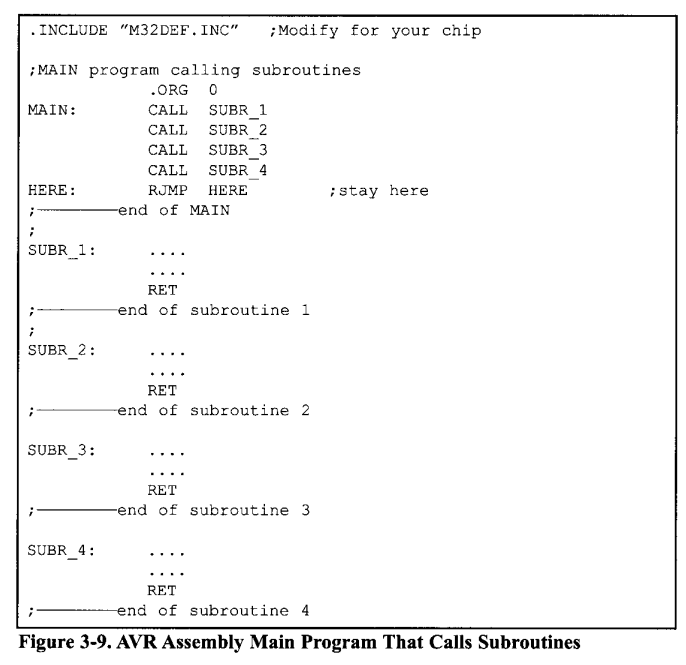 .INCLUDE “M32DEF.INC” ;Modify for your chip
;MAIN program calling subroutines
.ORG 0
MAIN: CALL SUBR_1
CALL SUBR_2
CALL SUBR_3
CALL SUBR_4
HERE: RJMP HERE ;stay here
;————end of MAIN
;
SUBR_1: ....
....
RET
;————end of subroutine 1
;
SUBR_2: ....
....
RET
;————end of subroutine 2
SUBR_3: ....
....
RET
;————end of subroutine 3
SUBR_4: ....
....
RET
;————end of subroutine 4
Figure 3-9. AVR Assembly Main Program That Calls Subroutines